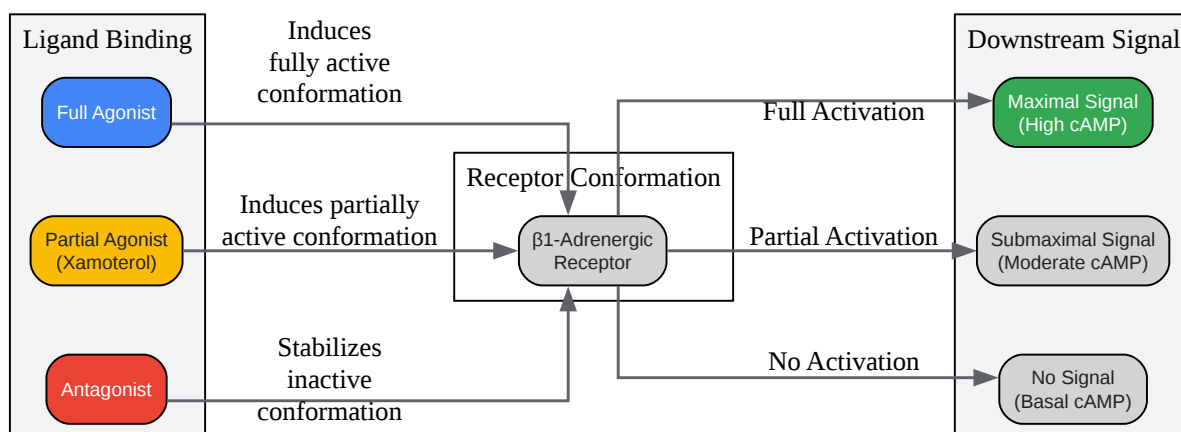 Ligand Binding
Full Agonist
Partial Agonist
(Xamoterol)
Antagonist
Induces
fully active
conformation
Induces partially
active conformation
Stabilizes
inactive
conformation
Receptor Conformation
β1-Adrenergic
Receptor
Full Activation
Partial Activation
No Activation
Downstream Signal
Maximal Signal
(High cAMP)
Submaximal Signal
(Moderate cAMP)
No Signal
(Basal cAMP)